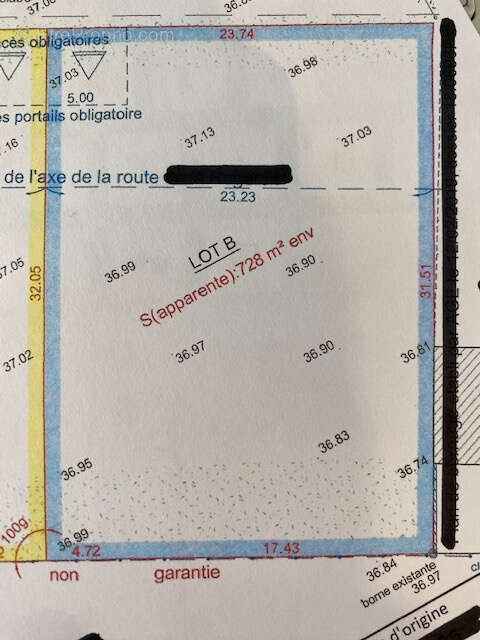 36.00
23.74
ccès obligatoires
37.03
36.98
5.00
es portails obligatoire
.16
37.13
37.03
de l'axe de la route
23.23
LOT B
S(apparente):728 m² env
37.05
36.99
36.90
32.05
31.51
37.02
36.97
36.90
36.81
36.83
36.95
36.74
100g
36.99
4.72
17.43
non garantie
36.84
borne existante
36.97
d'origine